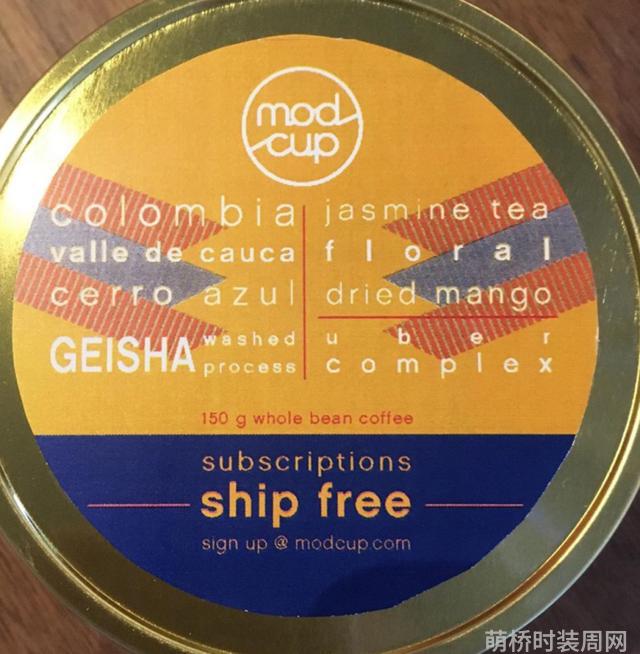 mod
cup
colombia
valle de cauca
cerro azul
GEISHA washed
process
jasmine tea
floral
dried mango
uber
complex
150 g whole bean coffee
subscriptions
ship free
sign up @ modcup.com
萌桥时装周网